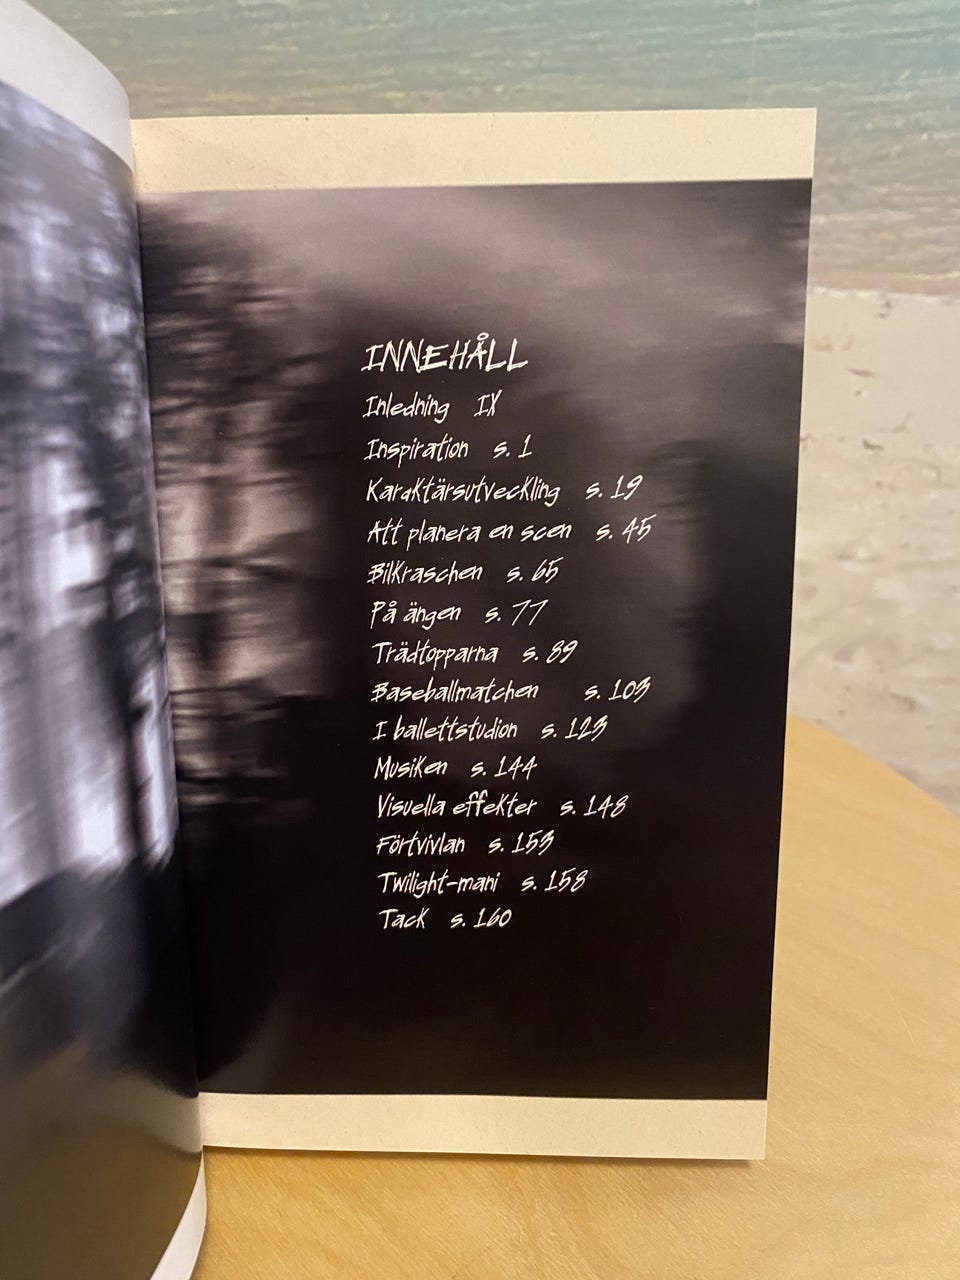 INNEHÅLL
Inledning IX
Inspiration s. 1
Karaktärsutveckling s. 19
Att planera en scen s. 45
Bilkraschen s. 65
På ängen s. 77
Trädtopparna s. 89
Baseballmatchen s. 103
I ballettstudion s. 123
Musiken s. 144
Visuella effekter s. 148
Förtvivlan s. 153
Twilight-mani s. 158
Tack s. 160